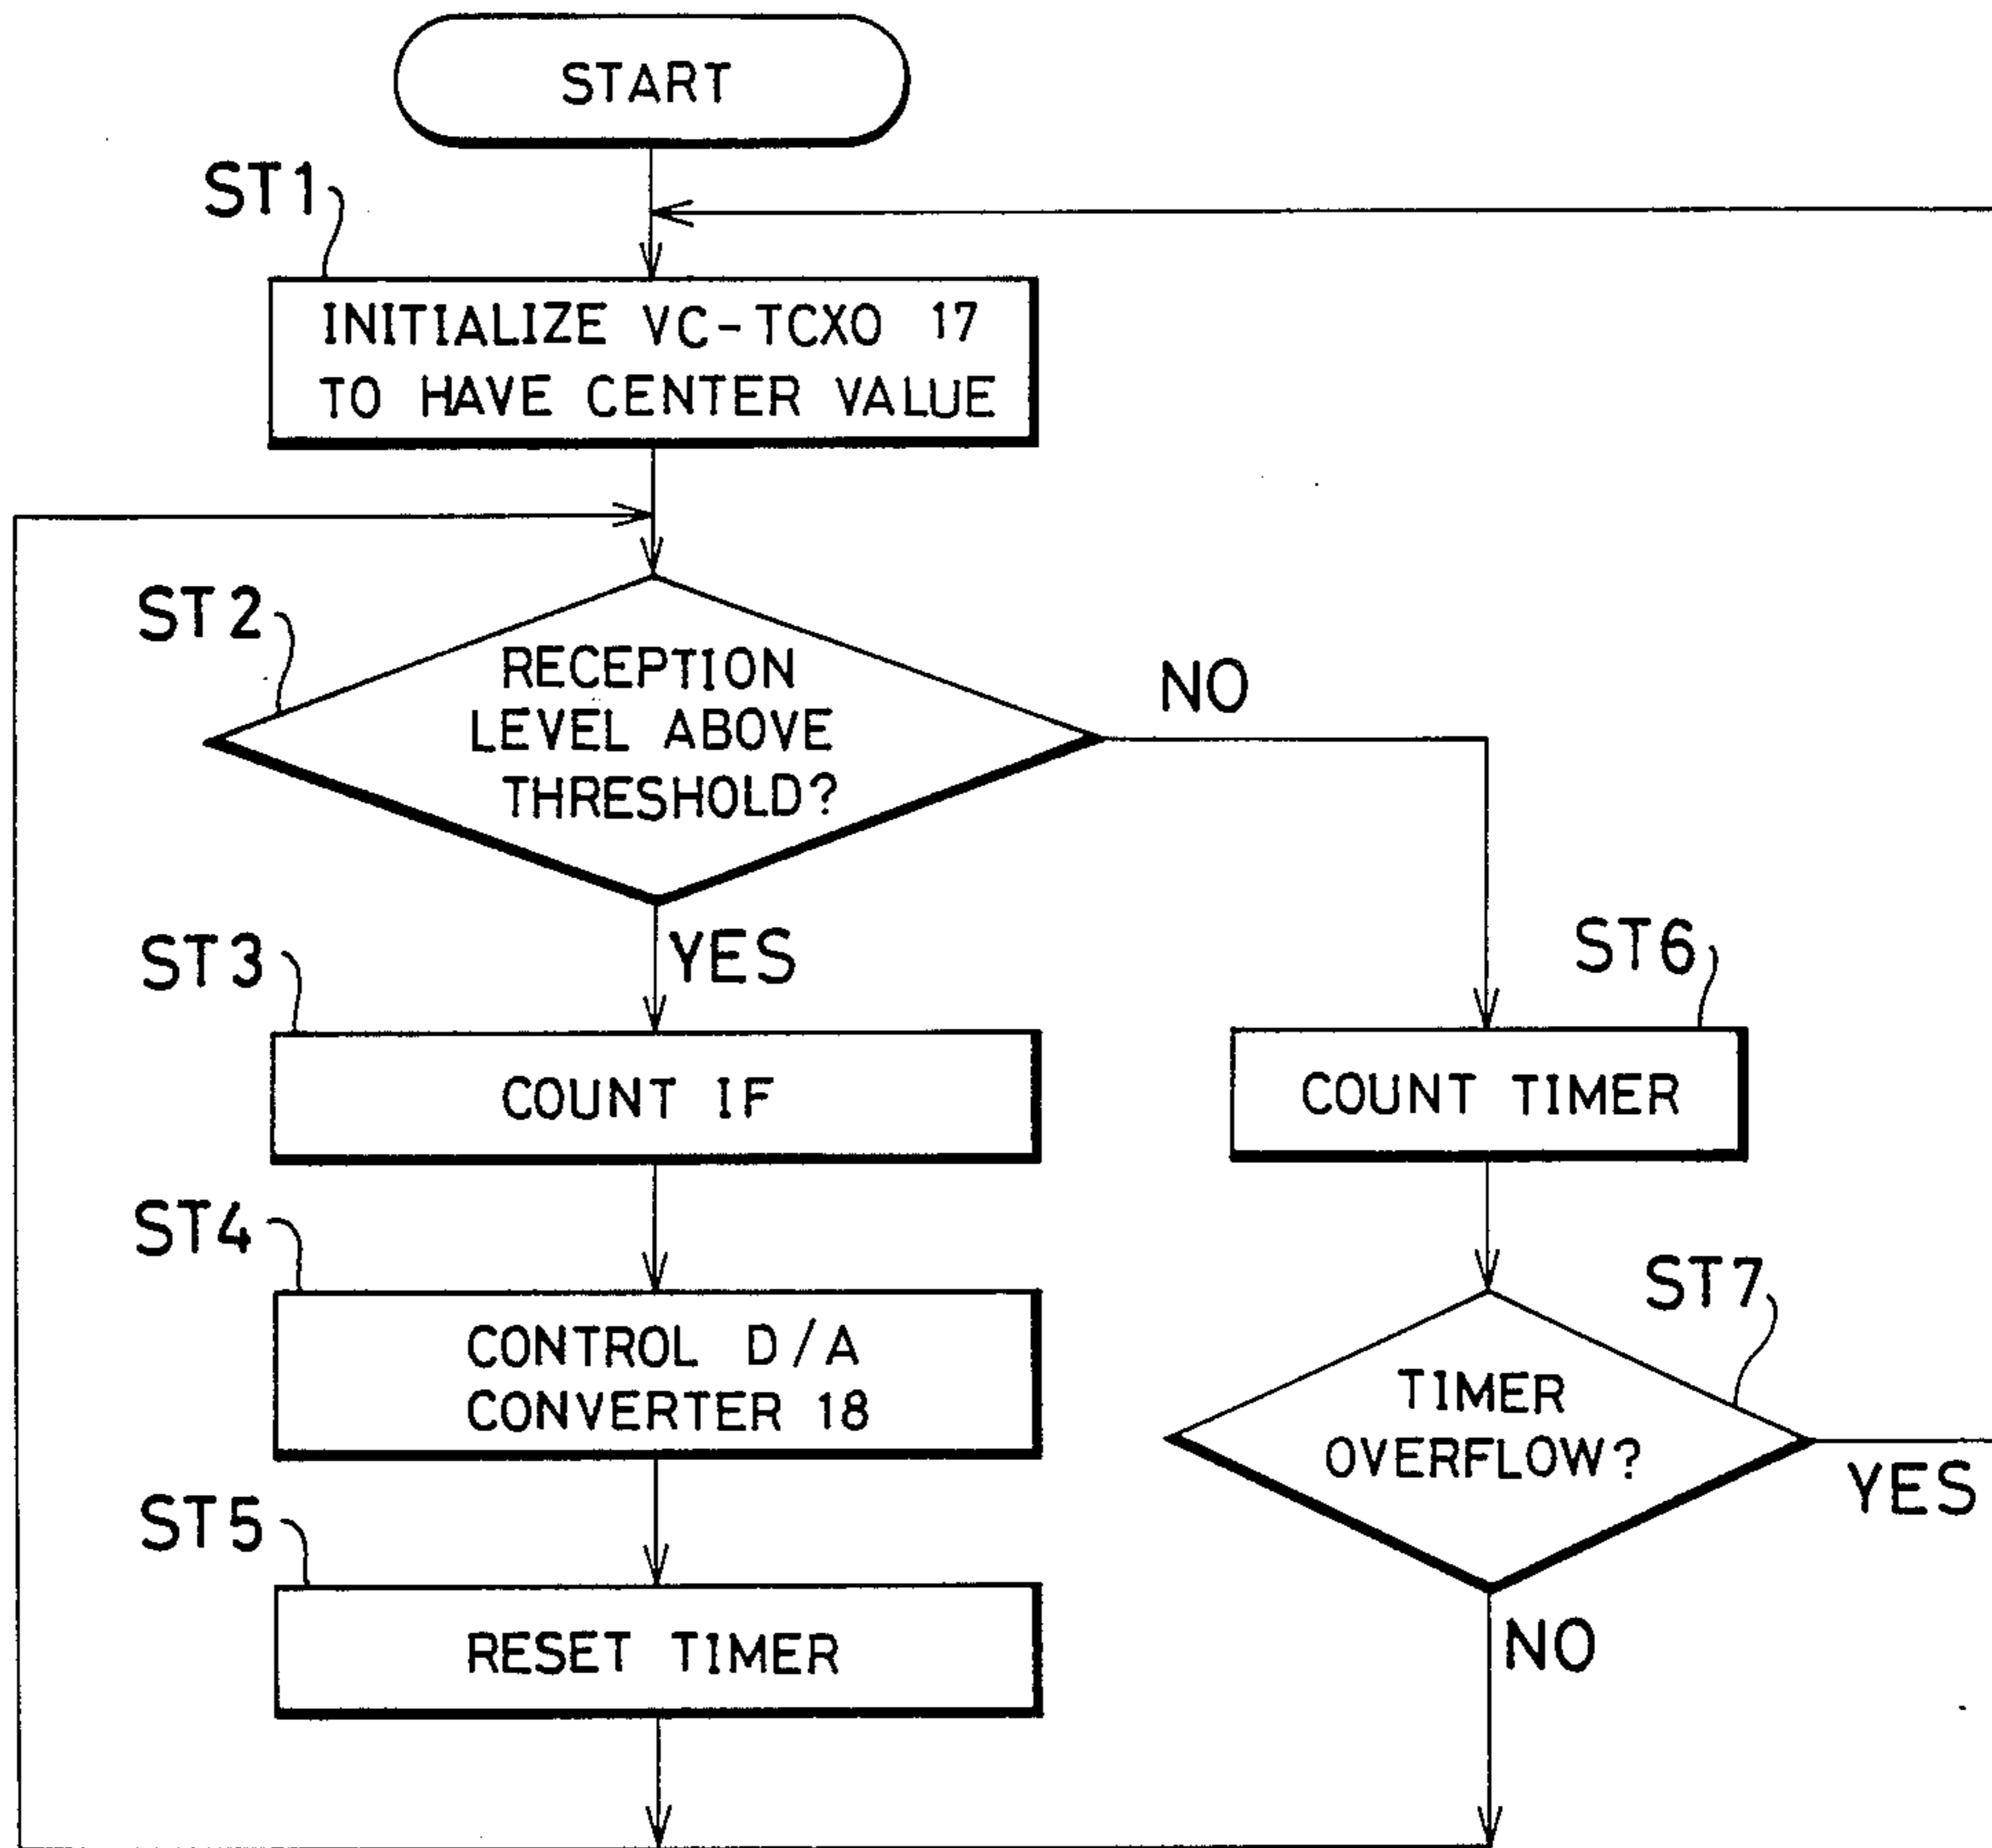 START
ST1
INITIALIZE VC-TCXO 17
TO HAVE CENTER VALUE
ST2
RECEPTION
LEVEL ABOVE
THRESHOLD?
NO
YES
ST3
COUNT IF
ST6
COUNT TIMER
ST4
CONTROL D/A
CONVERTER 18
ST7
TIMER
OVERFLOW?
YES
ST5
RESET TIMER
NO